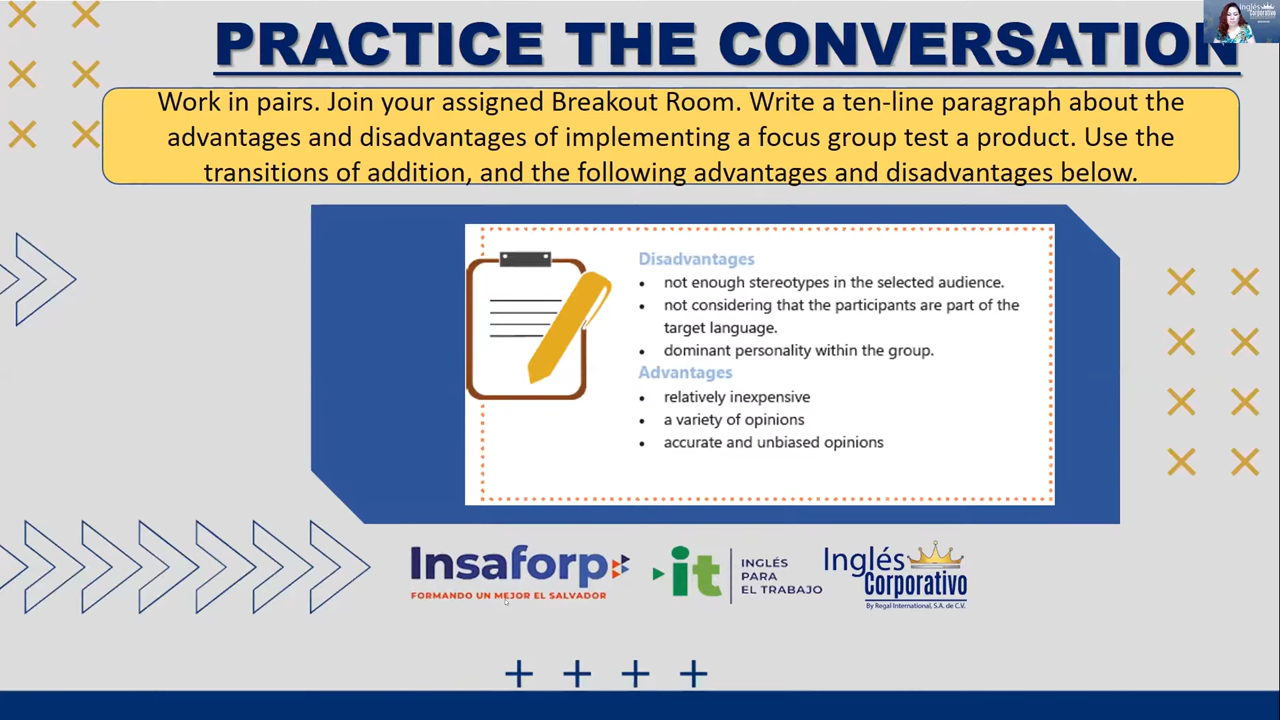 PRACTICE THE CONVERSATION
Work in pairs. Join your assigned Breakout Room. Write a ten-line paragraph about the
advantages and disadvantages of implementing a focus group test a product. Use the
transitions of addition, and the following advantages and disadvantages below.
Disadvantages
• not enough stereotypes in the selected audience.
• not considering that the participants are part of the
target language.
• dominant personality within the group.
Advantages
• relatively inexpensive
• a variety of opinions
• accurate and unbiased opinions
Insaforp
FORMANDO UN MEJOR EL SALVADOR
it
INGLÉS
PARA
EL TRABAJO
Inglés
Corporativo
By Regal International, S.A. de C.V.
Inglés
Corporativo